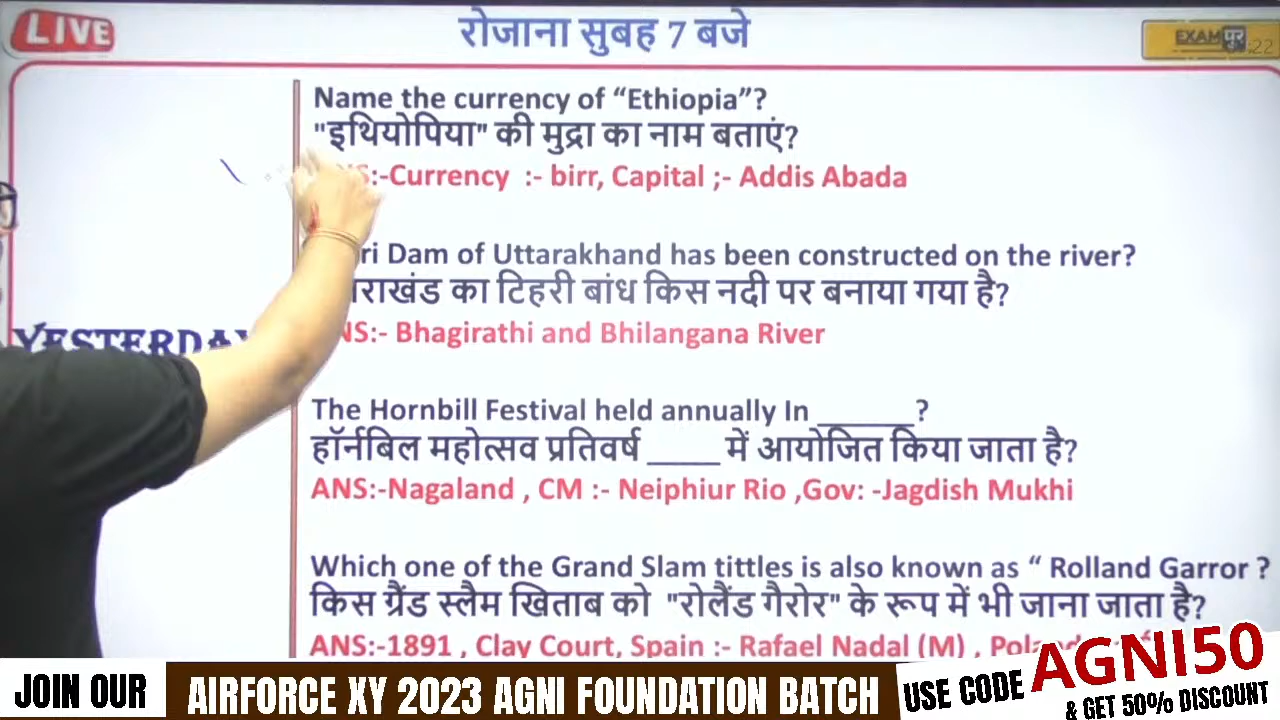 LIVE
रोजाना सुबह 7 बजे
EXAM पुर
:22
Name the currency of “Ethiopia”?
"इथियोपिया" की मुद्रा का नाम बताएं?
:-Currency :- birr, Capital ;- Addis Abada
ri Dam of Uttarakhand has been constructed on the river?
राखंड का टिहरी बांध किस नदी पर बनाया गया है?
NS:- Bhagirathi and Bhilangana River
YESTERDAY
The Hornbill Festival held annually In ______?
हॉर्नबिल महोत्सव प्रतिवर्ष ____ में आयोजित किया जाता है?
ANS:-Nagaland , CM :- Neiphiur Rio ,Gov: -Jagdish Mukhi
Which one of the Grand Slam tittles is also known as “ Rolland Garror ?
किस ग्रैंड स्लैम खिताब को "रोलैंड गैरोर" के रूप में भी जाना जाता है?
ANS:-1891 , Clay Court, Spain :- Rafael Nadal (M) ,
JOIN OUR
AIRFORCE XY 2023 AGNI FOUNDATION BATCH
USE CODE AGNI50
& GET 50% DISCOUNT